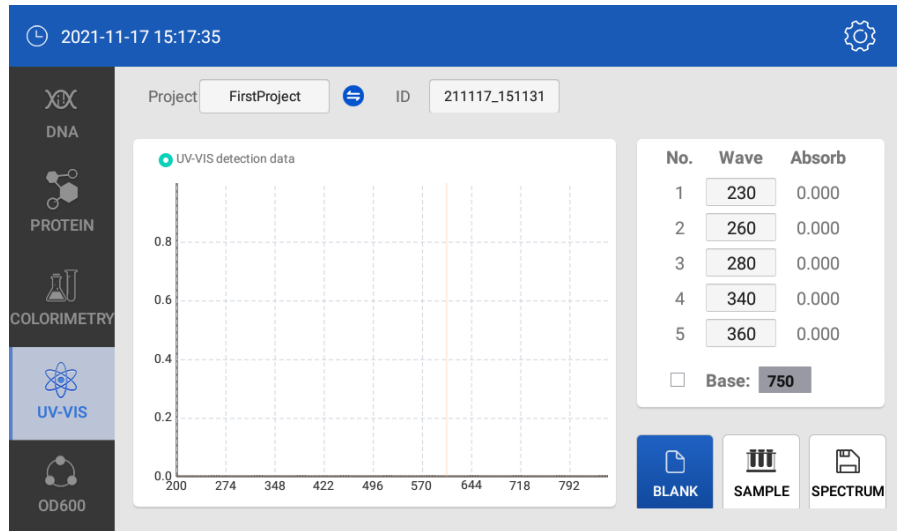 2021-11-17 15:17:35
DNA
PROTEIN
COLORIMETRY
UV-VIS
OD600
Project FirstProject ID 211117_151131
UV-VIS detection data
0.8
0.6
0.4
0.2
0.0
200 274 348 422 496 570 644 718 792
No. Wave Absorb
1 230 0.000
2 260 0.000
3 280 0.000
4 340 0.000
5 360 0.000
Base: 750
BLANK SAMPLE SPECTRUM